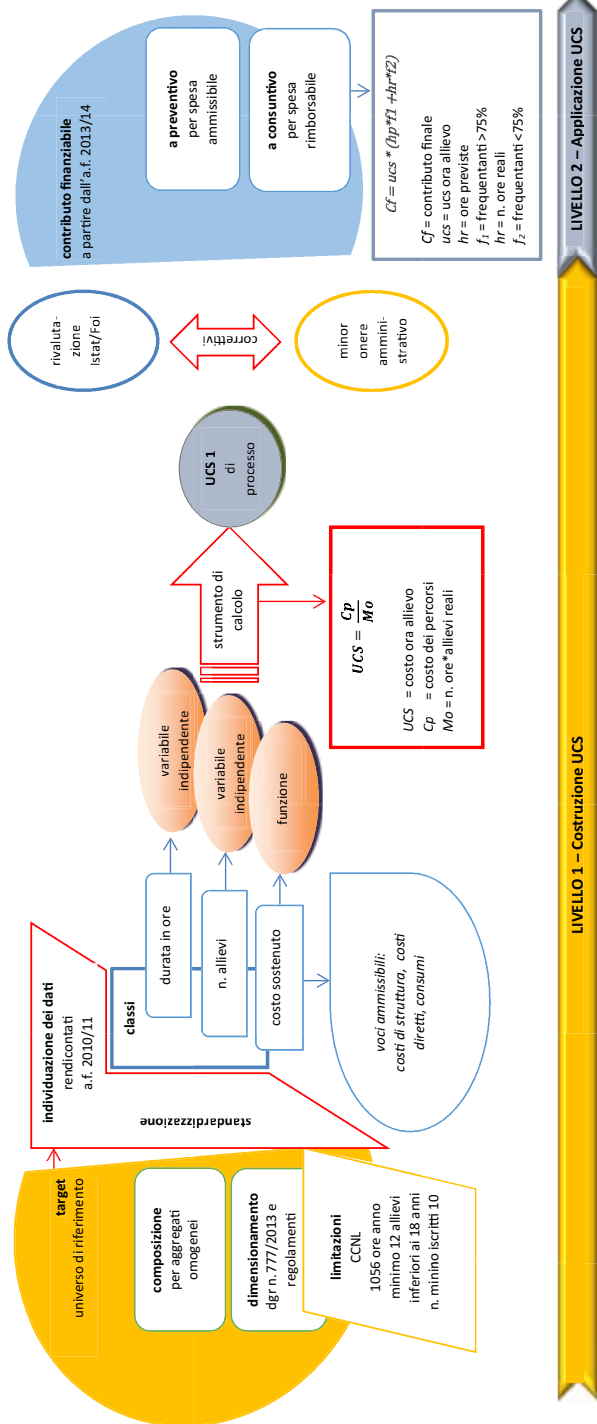 target
universo di riferimento
composizione
per aggregati
omogenei
dimensionamento
dgr n. 777/2013 e
regolamenti
limitazioni
CCNL
1056 ore anno
minimo 12 allievi
inferiori ai 18 anni
n. minino iscritti 10
individuazione dei dati
rendicontati
a.f. 2010/11
standardizzazione
classi
durata in ore
n. allievi
costo sostenuto
voci ammissibili:
costi di struttura, costi
diretti, consumi
variabile
indipendente
variabile
indipendente
funzione
strumento di
calcolo
UCS = Cp/Mo
UCS = costo ora allievo
Cp = costo dei percorsi
Mo = n. ore*allievi reali
UCS 1
di
processo
rivaluta-
zione
Istat/Foi
correttivi
minor
onere
ammini-
strativo
contributo finanziabile
a partire dall'a.f. 2013/14
a preventivo
per spesa
ammissibile
a consuntivo
per spesa
rimborsabile
Cf = ucs * (hp*f1 +hr*f2)
Cf = contributo finale
ucs = ucs ora allievo
hr = ore previste
f1 = frequentanti >75%
hr = n. ore reali
f2 = frequentanti <75%
LIVELLO 1 – Costruzione UCS
LIVELLO 2 – Applicazione UCS